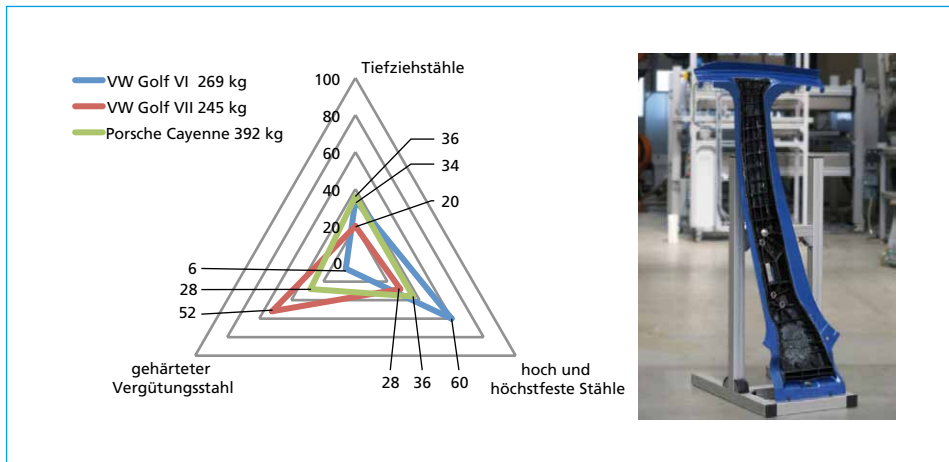 VW Golf VI 269 kg
VW Golf VII 245 kg
Porsche Cayenne 392 kg
Tiefziehstähle
100
80
60
40
20
0
36
34
20
6
28
52
28
36
60
gehärteter
Vergütungsstahl
hoch und
höchstfeste Stähle